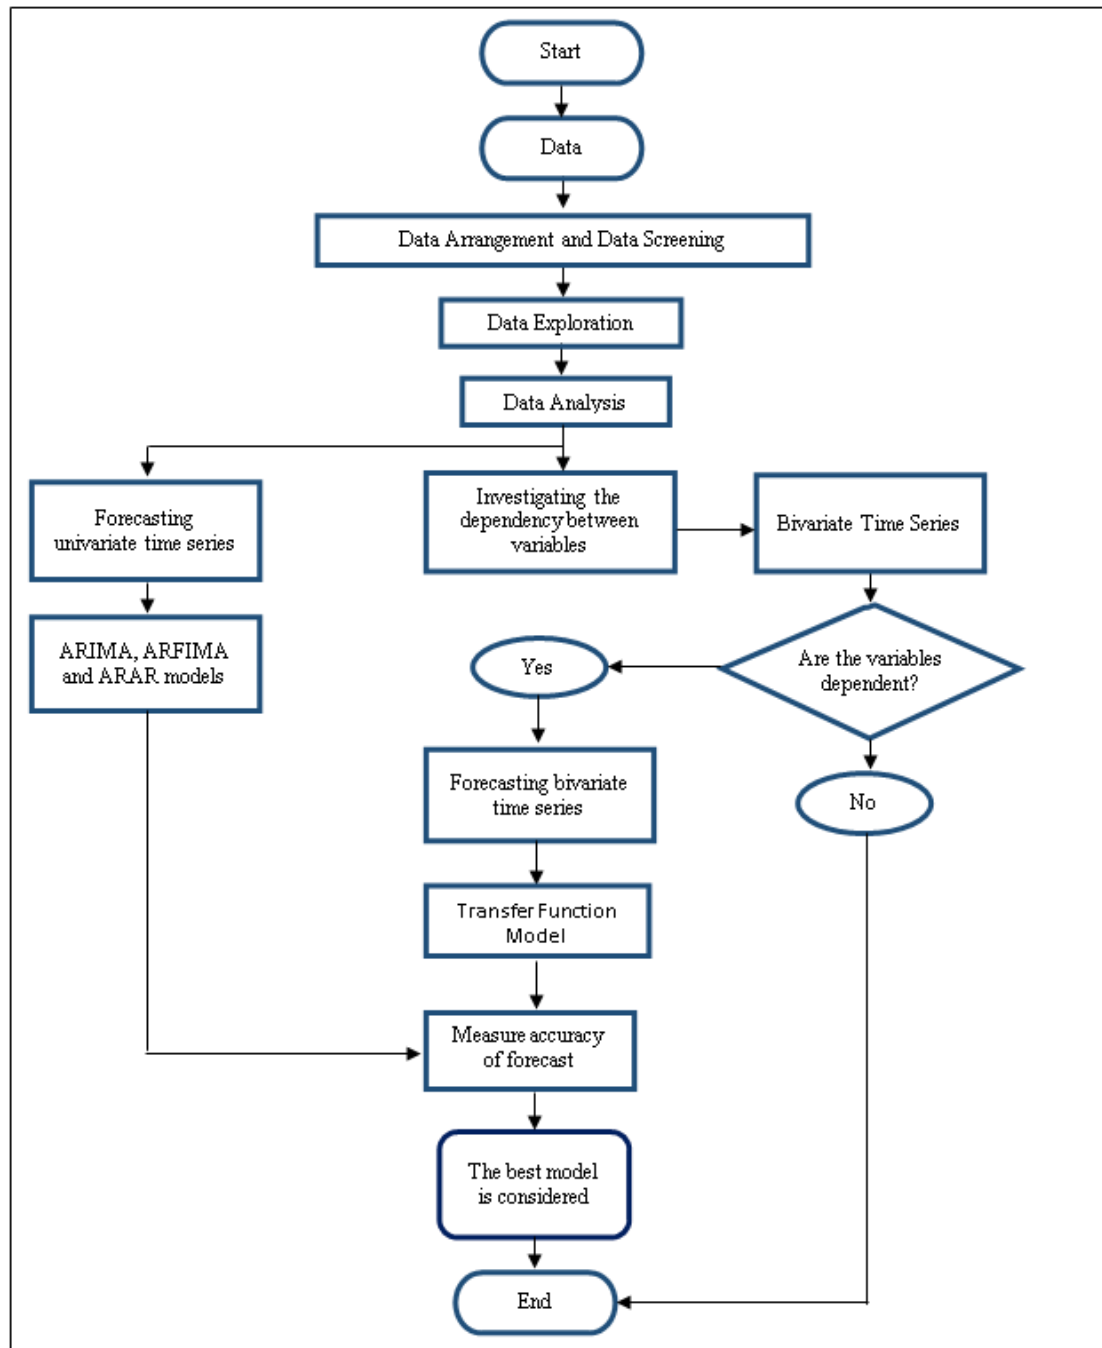 Start
Data
Data Arrangement and Data Screening
Data Exploration
Data Analysis
Forecasting
univariate time series
Investigating the
dependency between
variables
Bivariate Time Series
ARIMA, ARFIMA
and ARAR models
Yes
Are the variables
dependent?
Forecasting bivariate
time series
No
Transfer Function
Model
Measure accuracy
of forecast
The best model
is considered
End